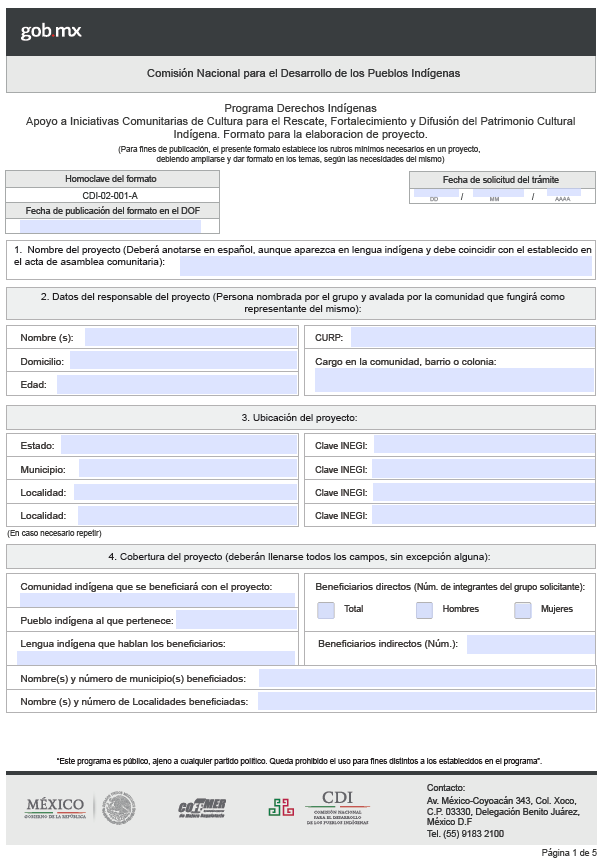 gob.mx
Comisión Nacional para el Desarrollo de los Pueblos Indígenas
Programa Derechos Indígenas
Apoyo a Iniciativas Comunitarias de Cultura para el Rescate, Fortalecimiento y Difusión del Patrimonio Cultural
Indígena. Formato para la elaboracion de proyecto.
(Para fines de publicación, el presente formato establece los rubros mínimos necesarios en un proyecto,
debiendo ampliarse y dar formato en los temas, según las necesidades del mismo)
Homoclave del formato
CDI-02-001-A
Fecha de publicación del formato en el DOF
Fecha de solicitud del trámite
/ /
DD MM AAAA
1. Nombre del proyecto (Deberá anotarse en español, aunque aparezca en lengua indígena y debe coincidir con el establecido en
el acta de asamblea comunitaria):
2. Datos del responsable del proyecto (Persona nombrada por el grupo y avalada por la comunidad que fungirá como
representante del mismo):
Nombre (s):
CURP:
Domicilio:
Cargo en la comunidad, barrio o colonia:
Edad:
3. Ubicación del proyecto:
Estado: Clave INEGI:
Municipio: Clave INEGI:
Localidad: Clave INEGI:
Localidad: Clave INEGI:
(En caso necesario repetir)
4. Cobertura del proyecto (deberán llenarse todos los campos, sin excepción alguna):
Comunidad indígena que se beneficiará con el proyecto:
Beneficiarios directos (Núm. de integrantes del grupo solicitante):
Total Hombres Mujeres
Pueblo indígena al que pertenece:
Lengua indígena que hablan los beneficiarios:
Beneficiarios indirectos (Núm.):
Nombre(s) y número de municipio(s) beneficiados:
Nombre (s) y número de Localidades beneficiadas:
"Este programa es público, ajeno a cualquier partido político. Queda prohibido el uso para fines distintos a los establecidos en el programa".
MÉXICO
GOBIERNO DE LA REPÚBLICA
COFEMER
de Mejora Regulatoria
CDI
COMISIÓN NACIONAL
PARA EL DESARROLLO
DE LOS PUEBLOS INDÍGENAS
Contacto:
Av. México-Coyoacán 343, Col. Xoco,
C.P. 03330, Delegación Benito Juárez,
México D.F
Tel. (55) 9183 2100
Página 1 de 5